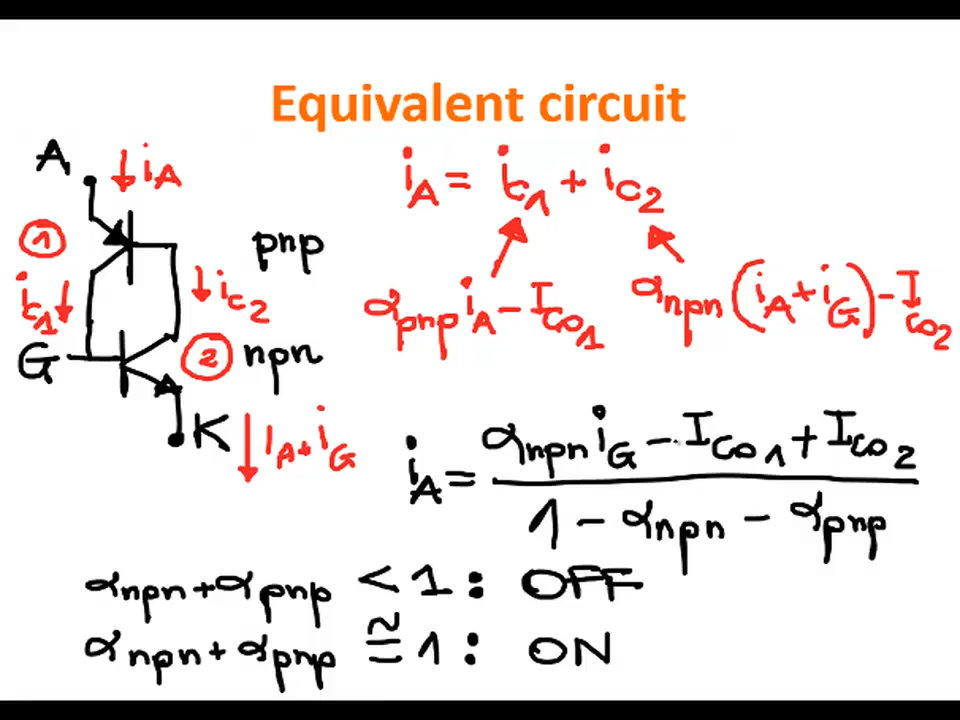 Equivalent circuit
A ↓ iA
iA = ic1 + ic2
1 pnp
ic1 ↓ ↓ ic2
αpnp iA - Ico1 αnpn (iA + iG) - Ico2
G 2 npn
K ↓ IA + iG
iA = αnpn iG - Ico1 + Ico2
1 - αnpn - αpnp
αnpn + αpnp < 1 : OFF
αnpn + αpnp ≅ 1 : ON